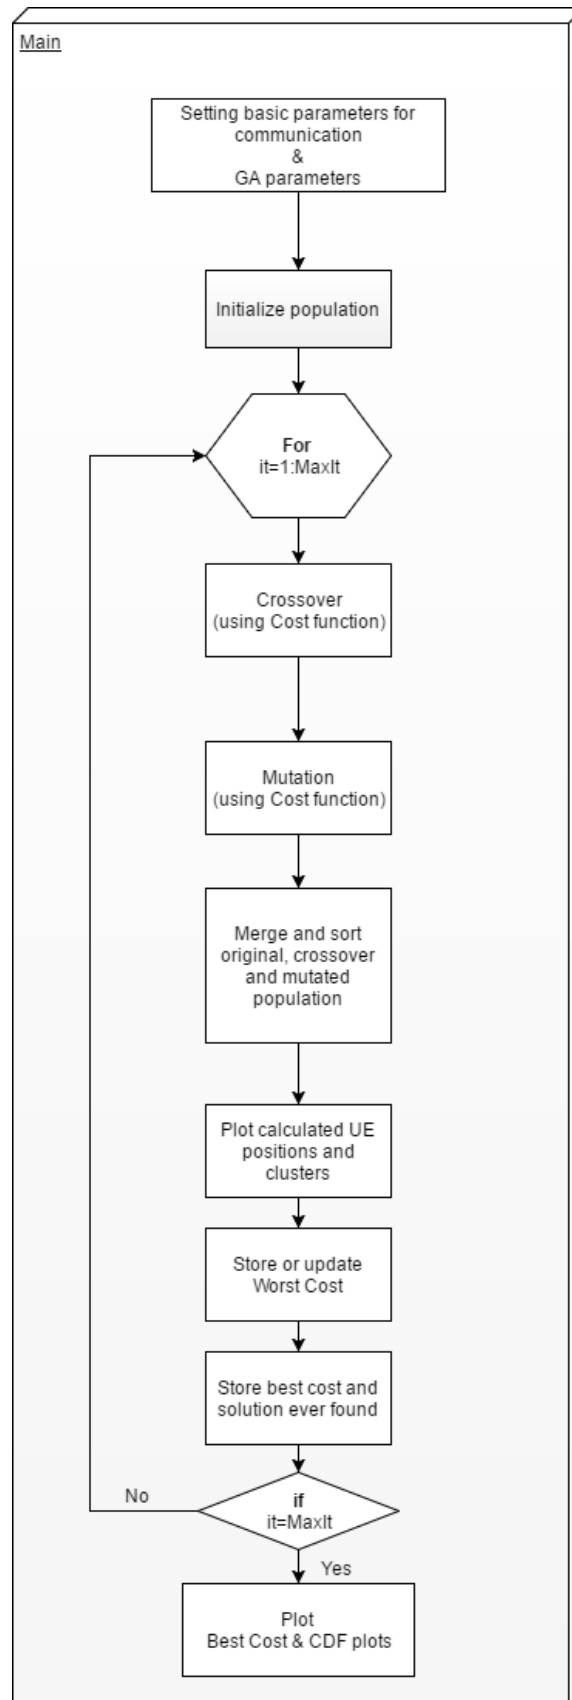 Main
Setting basic parameters for
communication
&
GA parameters
Initialize population
For
it=1:MaxIt
Crossover
(using Cost function)
Mutation
(using Cost function)
Merge and sort
original, crossover
and mutated
population
Plot calculated UE
positions and
clusters
Store or update
Worst Cost
Store best cost and
solution ever found
No
if
it=MaxIt
Yes
Plot
Best Cost & CDF plots